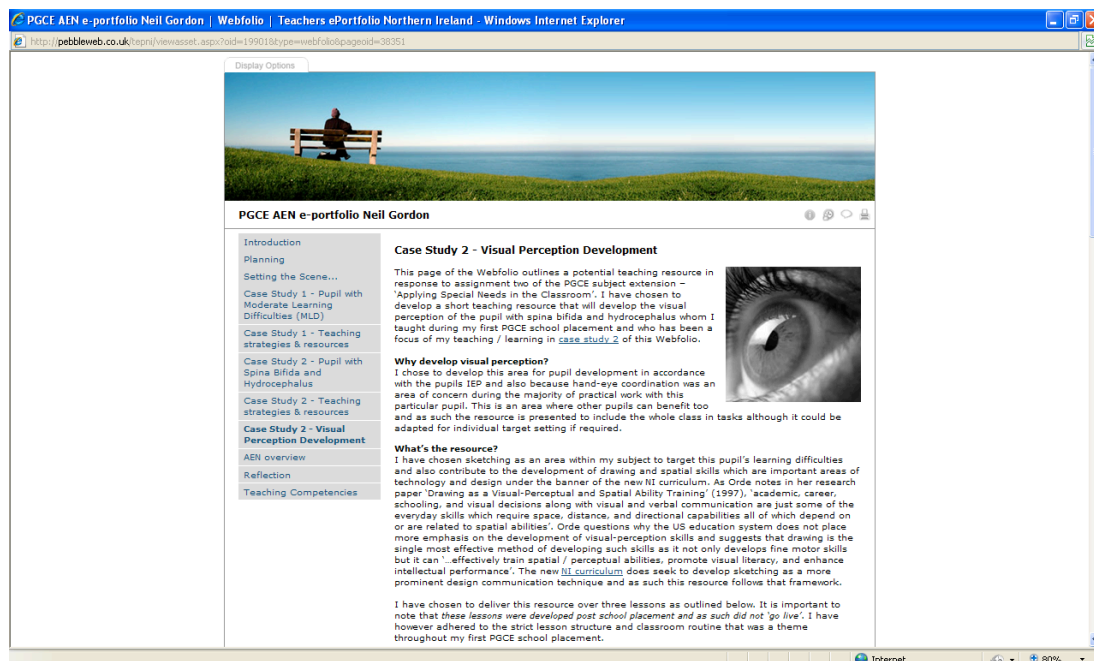 PGCE AEN e-portfolio Neil Gordon | Webfolio | Teachers ePortfolio Northern Ireland - Windows Internet Explorer
http://pebbleweb.co.uk/tepni/viewasset.aspx?oid=199018&type=webfolio&pageoid=38351
Display Options
PGCE AEN e-portfolio Neil Gordon
Introduction
Planning
Setting the Scene...
Case Study 1 - Pupil with
Moderate Learning
Difficulties (MLD)
Case Study 1 - Teaching
strategies & resources
Case Study 2 - Pupil with
Spina Bifida and
Hydrocephalus
Case Study 2 - Teaching
strategies & resources
Case Study 2 - Visual
Perception Development
AEN overview
Reflection
Teaching Competencies
Case Study 2 - Visual Perception Development
This page of the Webfolio outlines a potential teaching resource in
response to assignment two of the PGCE subject extension –
‘Applying Special Needs in the Classroom’. I have chosen to
develop a short teaching resource that will develop the visual
perception of the pupil with spina bifida and hydrocephalus whom I
taught during my first PGCE school placement and who has been a
focus of my teaching / learning in case study 2 of this Webfolio.
Why develop visual perception?
I chose to develop this area for pupil development in accordance
with the pupils IEP and also because hand-eye coordination was an
area of concern during the majority of practical work with this
particular pupil. This is an area where other pupils can benefit too
and as such the resource is presented to include the whole class in tasks although it could be
adapted for individual target setting if required.
What's the resource?
I have chosen sketching as an area within my subject to target this pupil's learning difficulties
and also contribute to the development of drawing and spatial skills which are important areas of
technology and design under the banner of the new NI curriculum. As Orde notes in her research
paper ‘Drawing as a Visual-Perceptual and Spatial Ability Training’ (1997), ‘academic, career,
schooling, and visual decisions along with visual and verbal communication are just some of the
everyday skills which require space, distance, and directional capabilities all of which depend on
or are related to spatial abilities’. Orde questions why the US education system does not place
more emphasis on the development of visual-perception skills and suggests that drawing is the
single most effective method of developing such skills as it not only develops fine motor skills
but it can ‘...effectively train spatial / perceptual abilities, promote visual literacy, and enhance
intellectual performance’. The new NI curriculum does seek to develop sketching as a more
prominent design communication technique and as such this resource follows that framework.
I have chosen to deliver this resource over three lessons as outlined below. It is important to
note that these lessons were developed post school placement and as such did not ‘go live’. I have
however adhered to the strict lesson structure and classroom routine that was a theme
throughout my first PGCE school placement.
Internet
80%